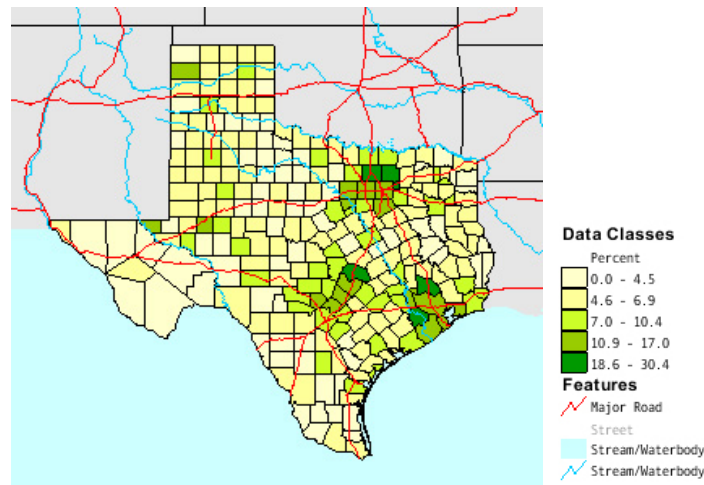 Data Classes
Percent
0.0 - 4.5
4.6 - 6.9
7.0 - 10.4
10.9 - 17.0
18.6 - 30.4
Features
Major Road
Street
Stream/Waterbody
Stream/Waterbody